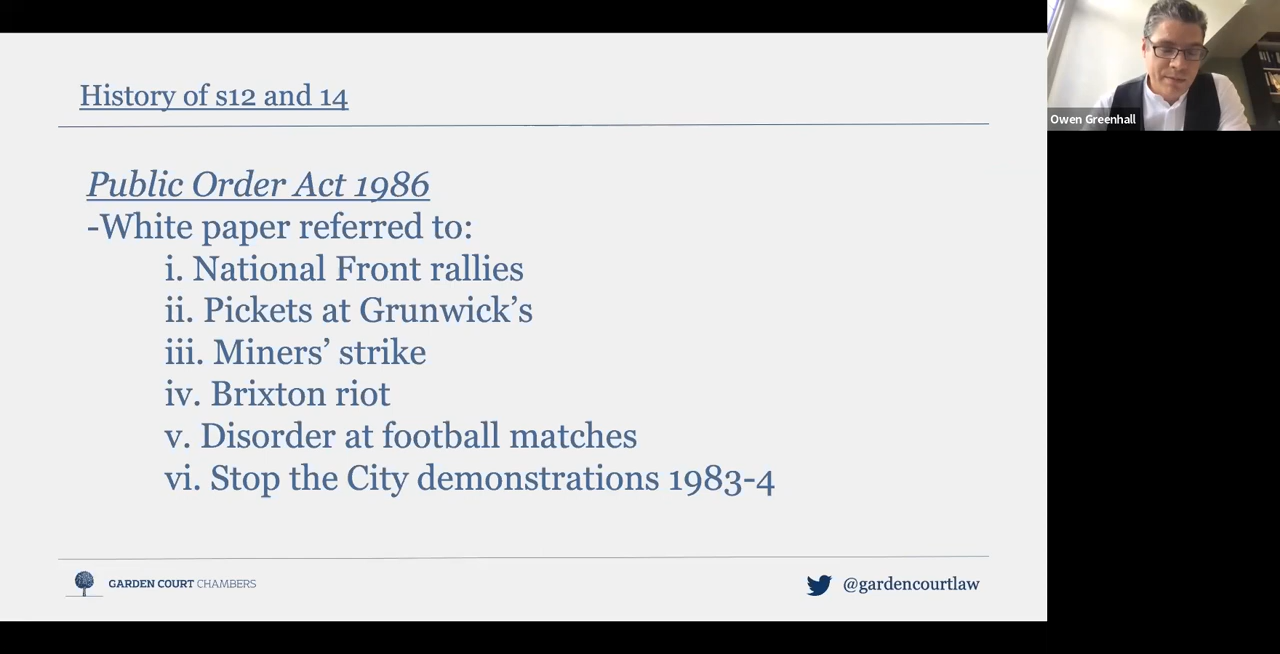 History of s12 and 14
Public Order Act 1986
-White paper referred to:
i. National Front rallies
ii. Pickets at Grunwick’s
iii. Miners’ strike
iv. Brixton riot
v. Disorder at football matches
vi. Stop the City demonstrations 1983-4
GARDEN COURT CHAMBERS
@gardencourtlaw
Owen Greenhall